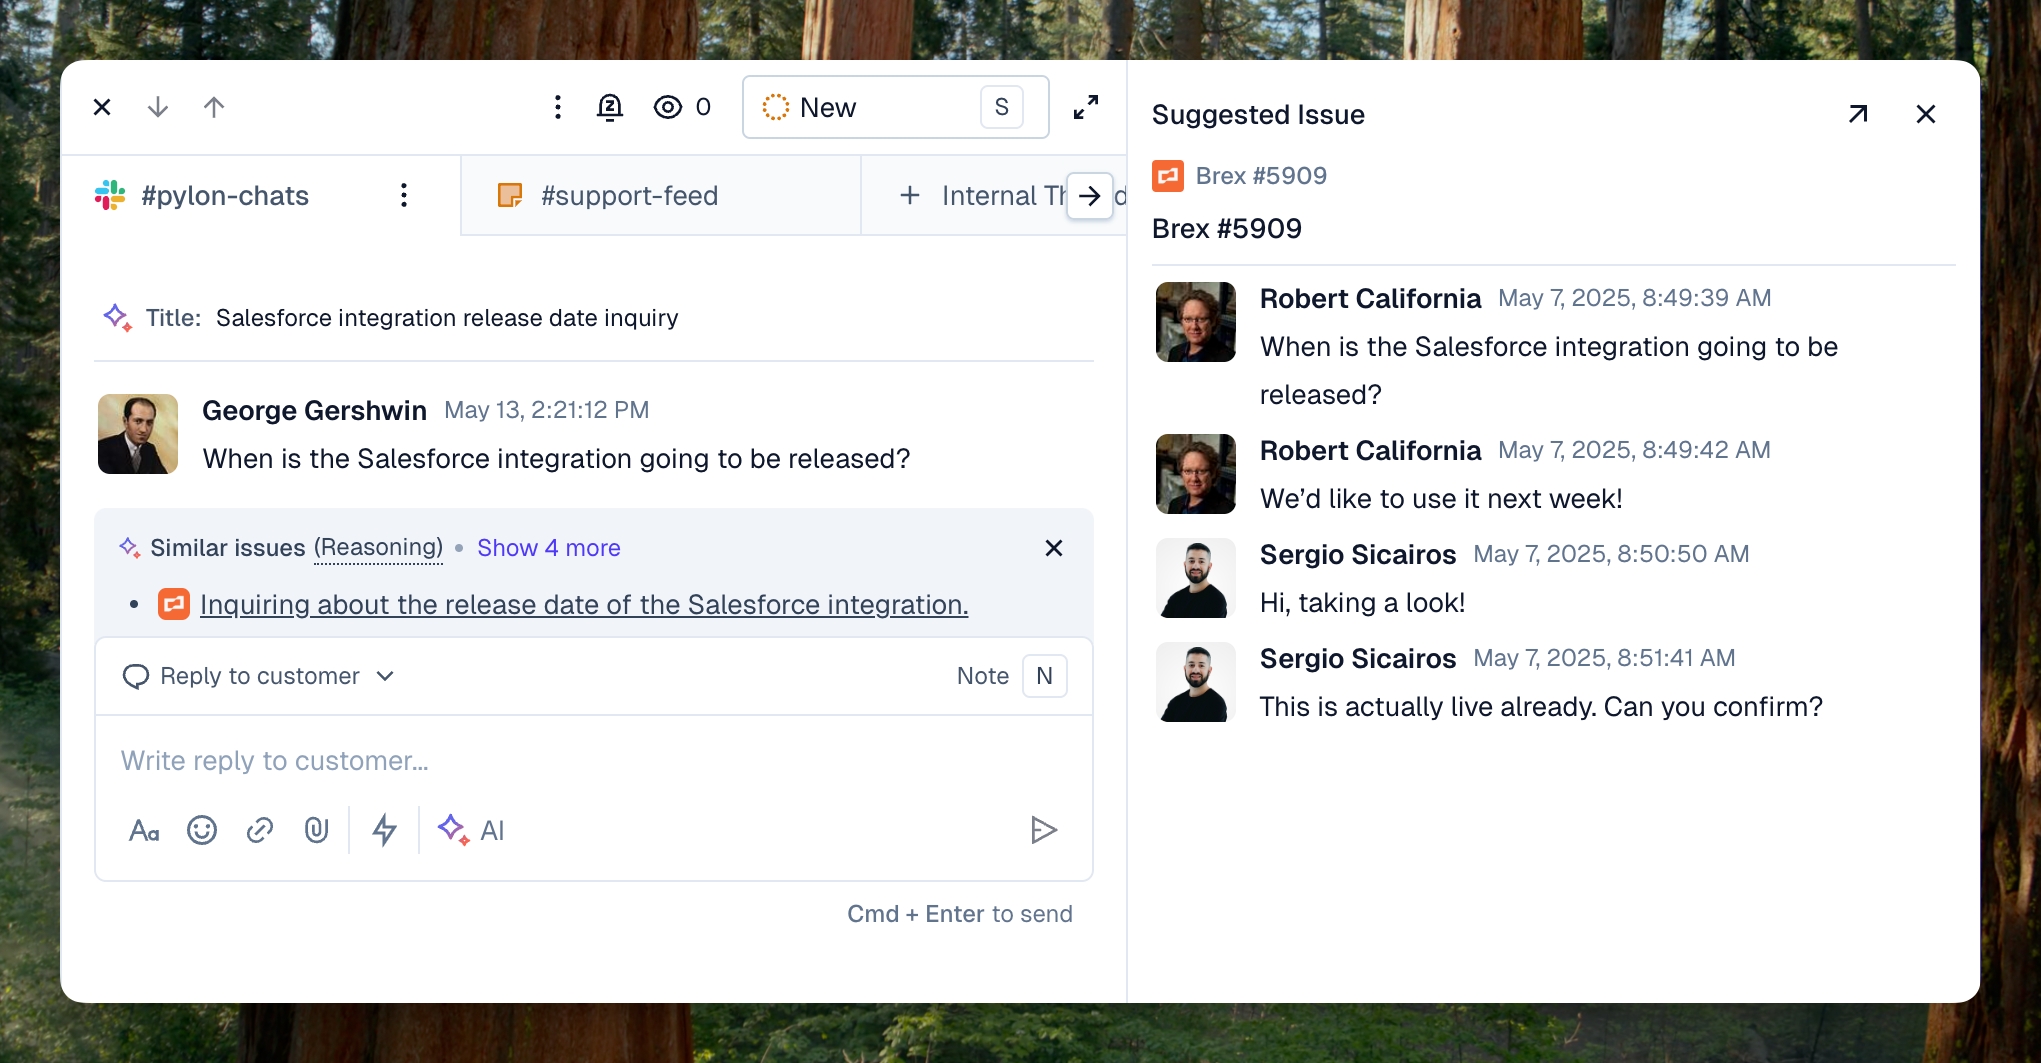 0
New
S
#pylon-chats
#support-feed
+ Internal Th
Title: Salesforce integration release date inquiry
George Gershwin May 13, 2:21:12 PM
When is the Salesforce integration going to be released?
Similar issues (Reasoning) • Show 4 more
• Inquiring about the release date of the Salesforce integration.
Reply to customer
Note N
Write reply to customer...
Aa
AI
Cmd + Enter to send
Suggested Issue
Brex #5909
Brex #5909
Robert California May 7, 2025, 8:49:39 AM
When is the Salesforce integration going to be
released?
Robert California May 7, 2025, 8:49:42 AM
We’d like to use it next week!
Sergio Sicairos May 7, 2025, 8:50:50 AM
Hi, taking a look!
Sergio Sicairos May 7, 2025, 8:51:41 AM
This is actually live already. Can you confirm?